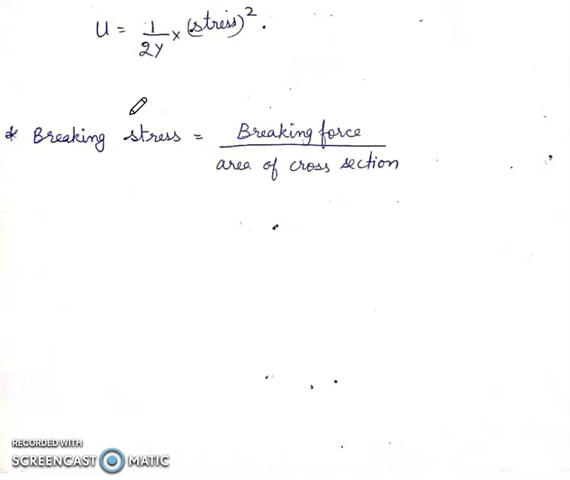 U = 1/2Y × (stress)².
* Breaking stress = Breaking force / area of cross section
RECORDED WITH
SCREENCAST MATIC